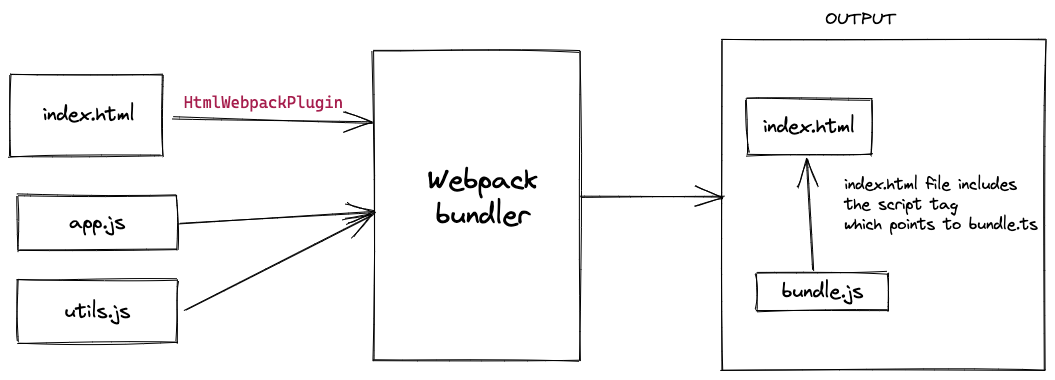 OUTPUT
index.html
HtmlWebpackPlugin
app.js
utils.js
Webpack
bundler
index.html
index.html file includes
the script tag
which points to bundle.ts
bundle.js